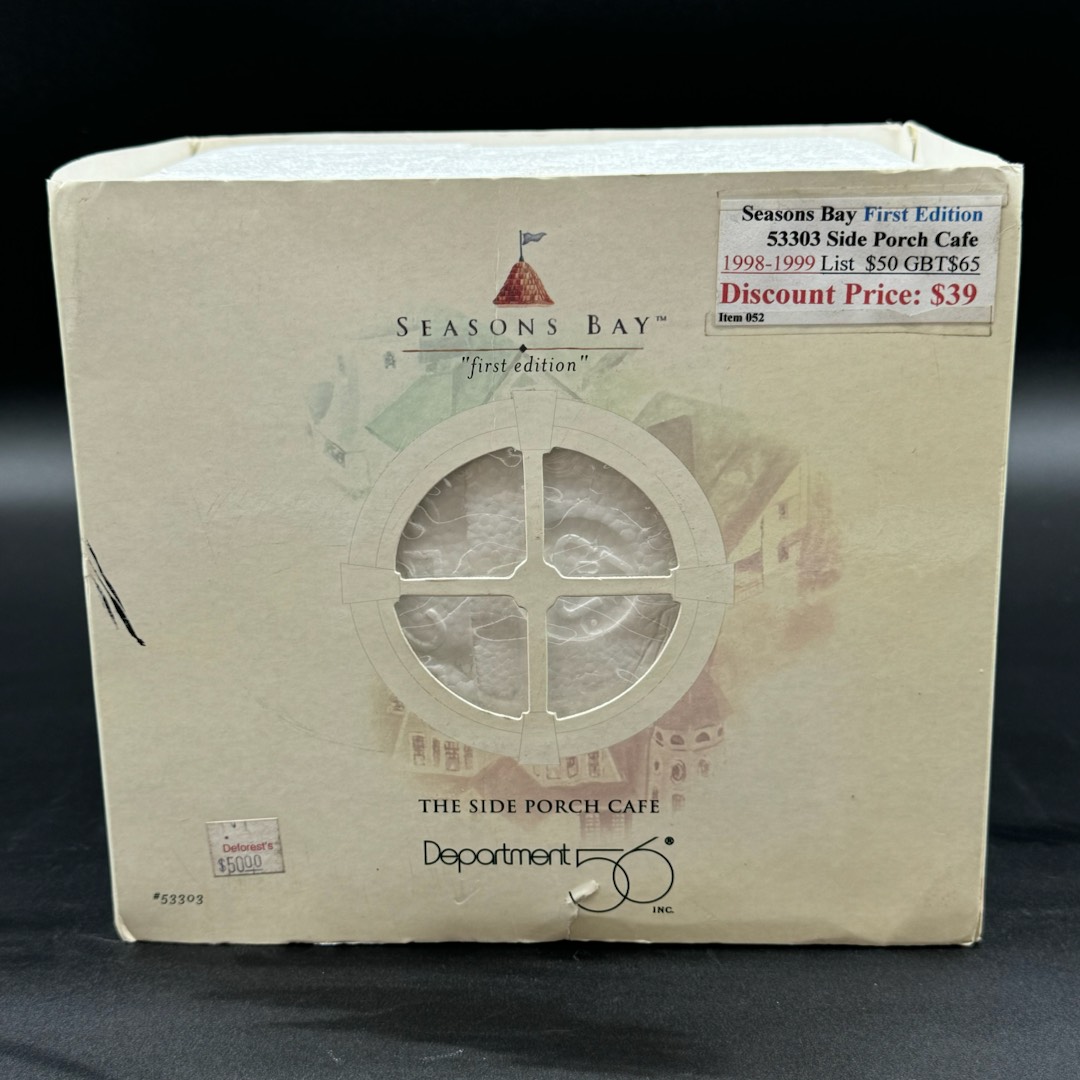 Seasons Bay First Edition
53303 Side Porch Cafe
1998-1999 List $50 GBT$65
Discount Price: $39
Item 052
SEASONS BAY™
"first edition"
THE SIDE PORCH CAFE
Department 56®
INC.
Deforest's
$50.00
#53303